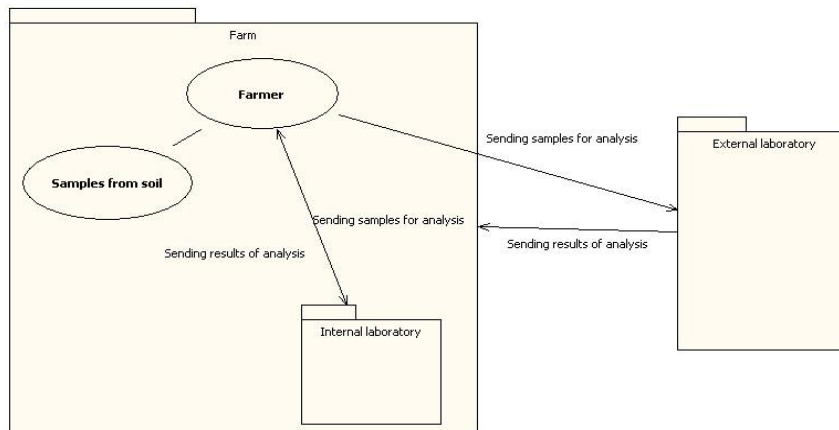 Farm
Farmer
Sending samples for analysis
External laboratory
Samples from soil
Sending samples for analysis
Sending results of analysis
Sending results of analysis
Internal laboratory